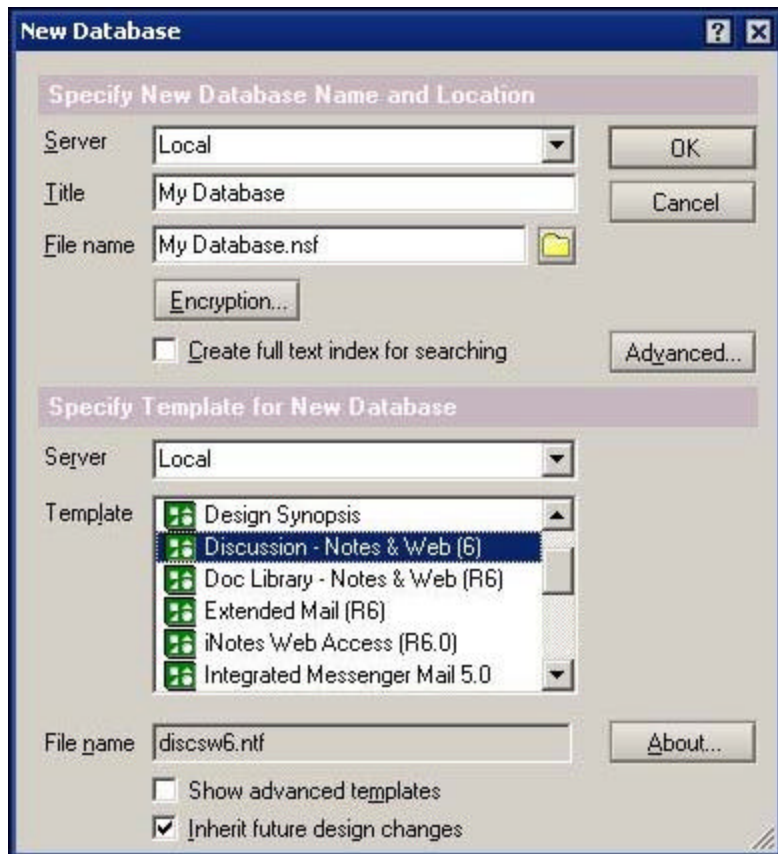 New Database
Specify New Database Name and Location
Server Local OK
Title My Database Cancel
File name My Database.nsf
Encryption...
Create full text index for searching Advanced...
Specify Template for New Database
Server Local
Template Design Synopsis
Discussion - Notes & Web (6)
Doc Library - Notes & Web (R6)
Extended Mail (R6)
iNotes Web Access (R6.0)
Integrated Messenger Mail 5.0
File name discsw6.ntf About...
Show advanced templates
Inherit future design changes